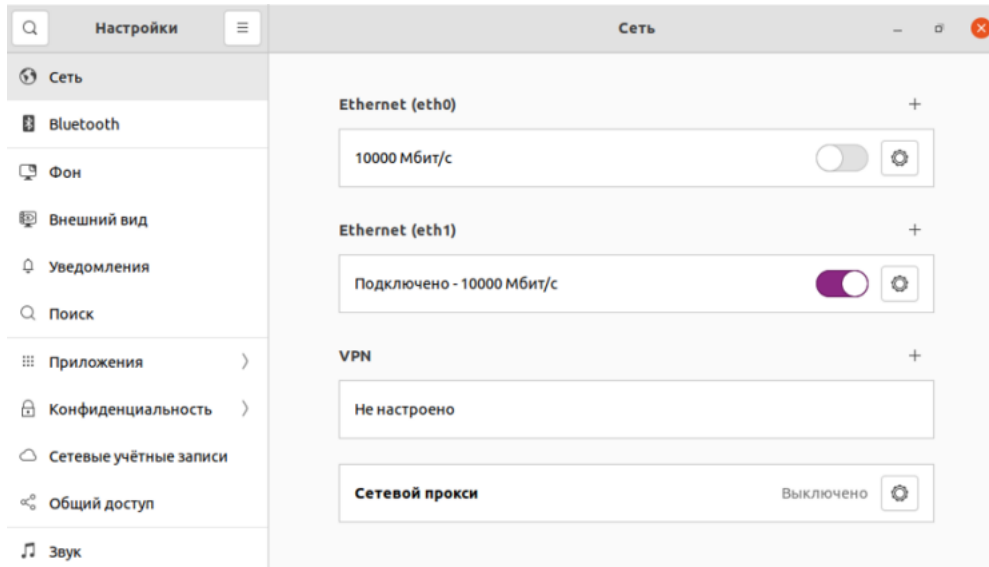 Настройки
Сеть
Сеть
Bluetooth
Фон
Внешний вид
Уведомления
Поиск
Приложения
Конфиденциальность
Сетевые учётные записи
Общий доступ
Звук
Ethernet (eth0)
10000 Мбит/с
Ethernet (eth1)
Подключено - 10000 Мбит/с
VPN
Не настроено
Сетевой прокси Выключено